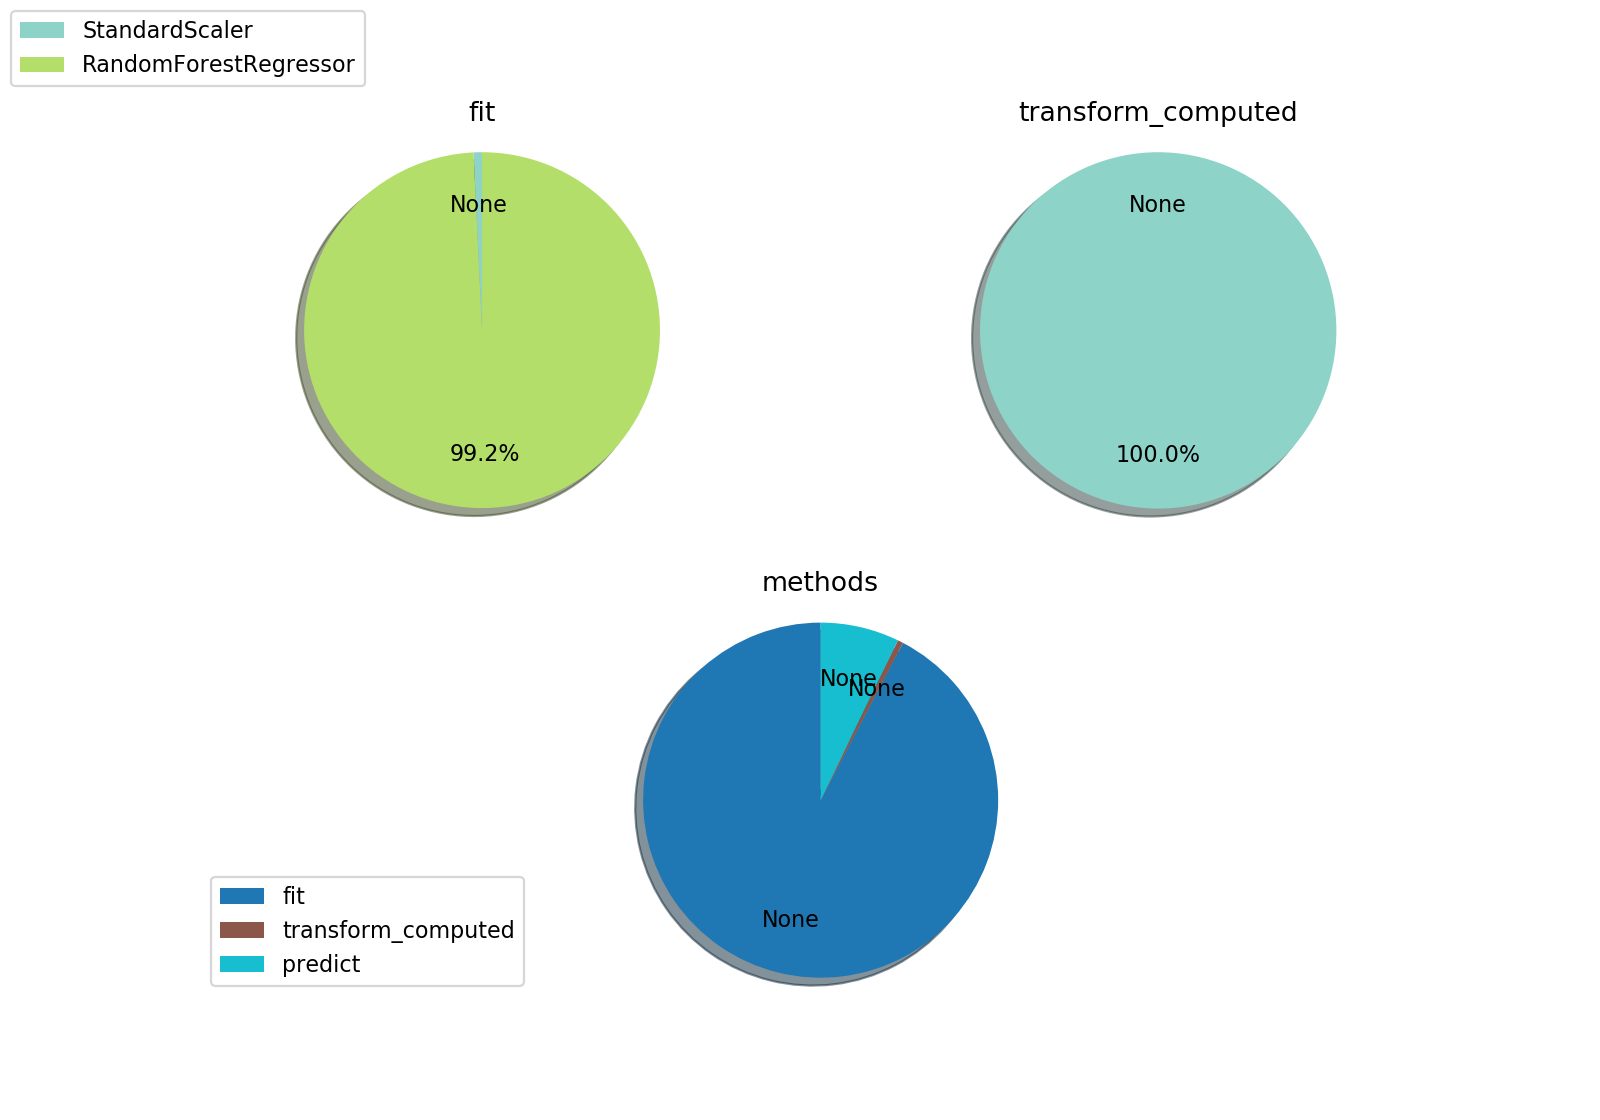 StandardScaler
RandomForestRegressor
fit
None
99.2%
transform_computed
None
100.0%
methods
None
None
None
fit
transform_computed
predict